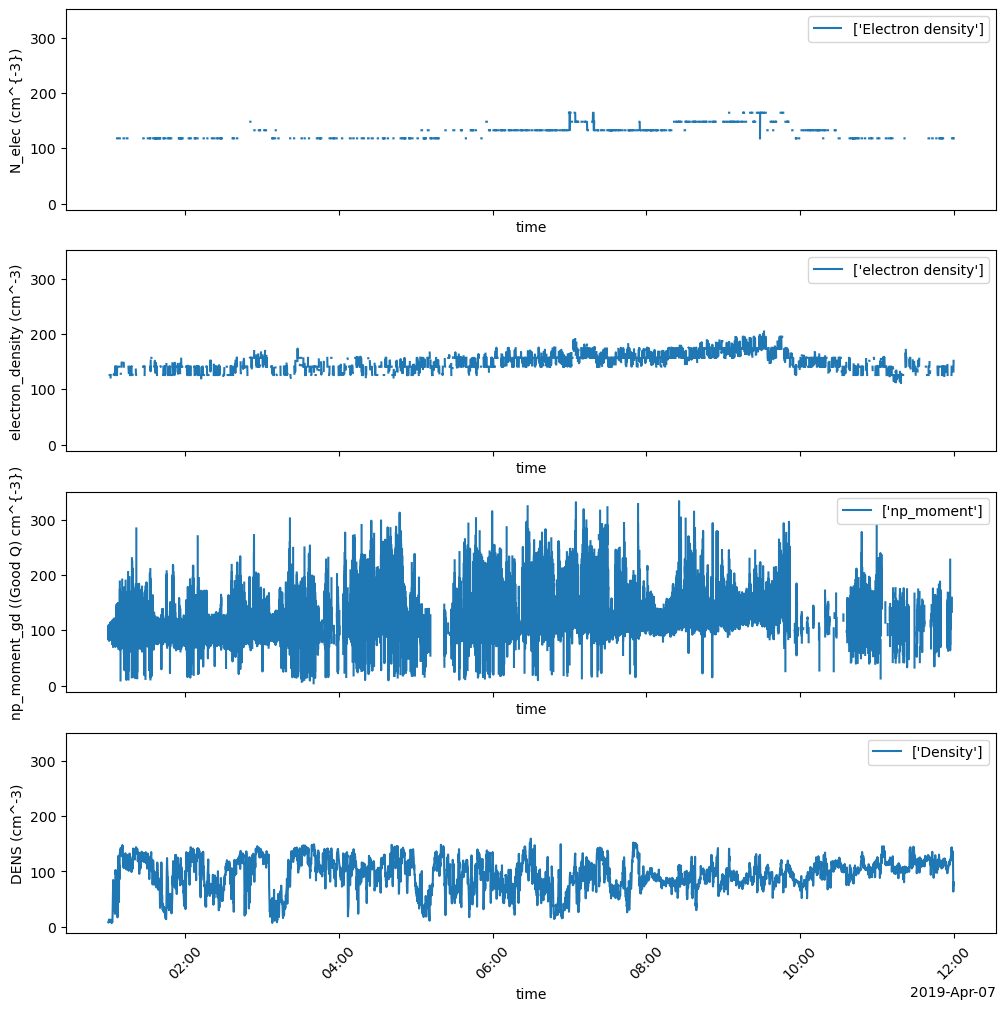 N_elec (cm^{-3})
300
200
100
0
['Electron density']
time
electron_density (cm^-3)
300
200
100
0
['electron density']
time
np_moment_gd ((Good Q) cm^{-3})
300
200
100
0
['np_moment']
time
DENS (cm^-3)
300
200
100
0
['Density']
02:00
04:00
06:00
08:00
10:00
12:00
time
2019-Apr-07